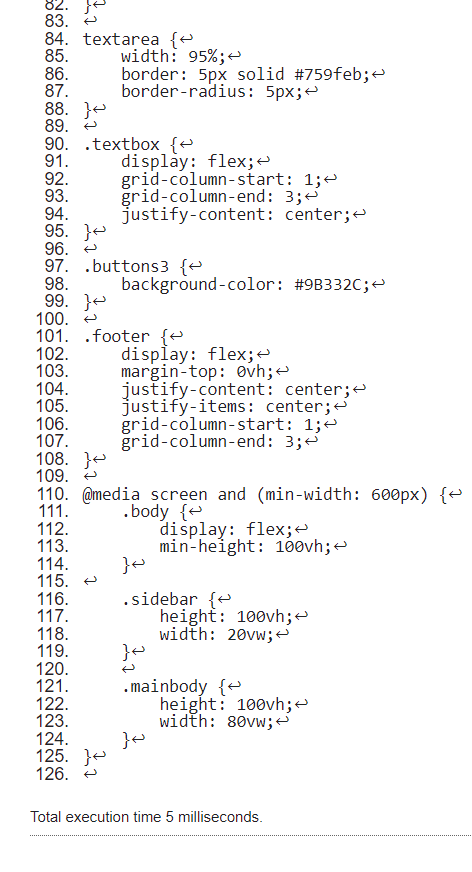 82. }↩
83. ↩
84. textarea {↩
85. width: 95%;↩
86. border: 5px solid #759feb;↩
87. border-radius: 5px;↩
88. }↩
89. ↩
90. .textbox {↩
91. display: flex;↩
92. grid-column-start: 1;↩
93. grid-column-end: 3;↩
94. justify-content: center;↩
95. }↩
96. ↩
97. .buttons3 {↩
98. background-color: #9B332C;↩
99. }↩
100. ↩
101. .footer {↩
102. display: flex;↩
103. margin-top: 0vh;↩
104. justify-content: center;↩
105. justify-items: center;↩
106. grid-column-start: 1;↩
107. grid-column-end: 3;↩
108. }↩
109. ↩
110. @media screen and (min-width: 600px) {↩
111. .body {↩
112. display: flex;↩
113. min-height: 100vh;↩
114. }↩
115. ↩
116. .sidebar {↩
117. height: 100vh;↩
118. width: 20vw;↩
119. }↩
120. ↩
121. .mainbody {↩
122. height: 100vh;↩
123. width: 80vw;↩
124. }↩
125. }↩
126. ↩
Total execution time 5 milliseconds.